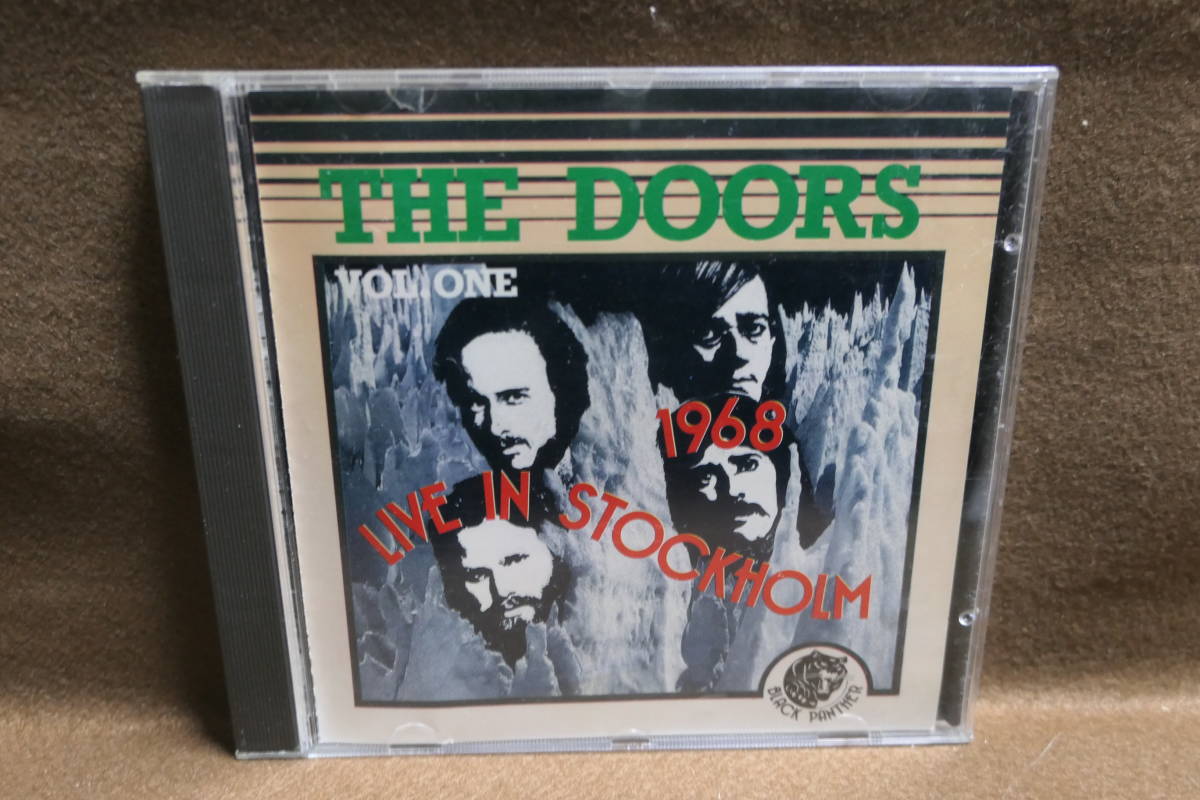 THE DOORS
VOL. ONE
1968
LIVE IN STOCKHOLM
BLACK PANTHER